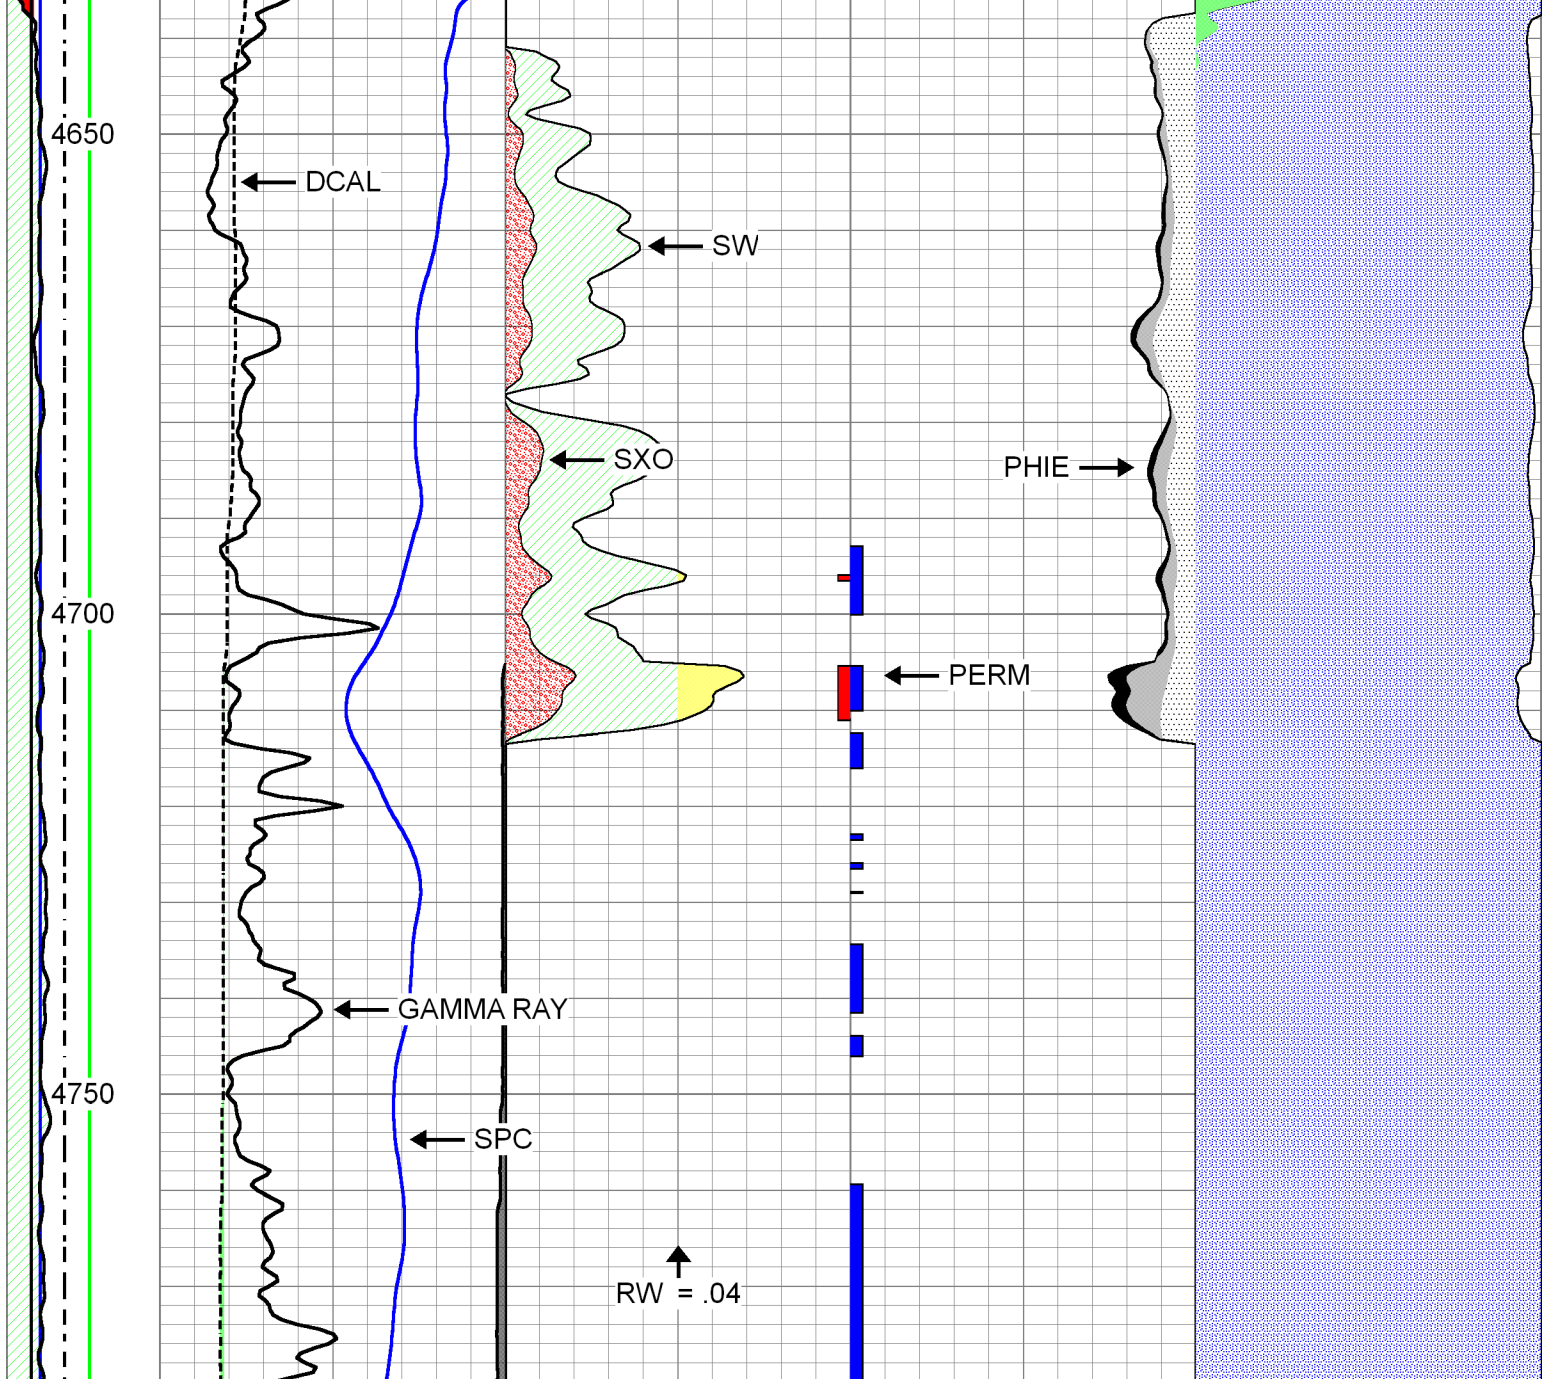 4650
DCAL
SW
SXO
PHIE
4700
PERM
GAMMA RAY
4750
SPC
RW = .04